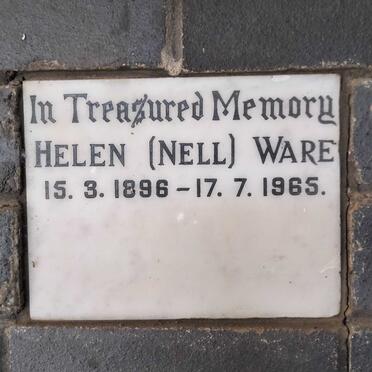 In Treasured Memory
HELEN (NELL) WARE
15. 3. 1896 – 17. 7. 1965.